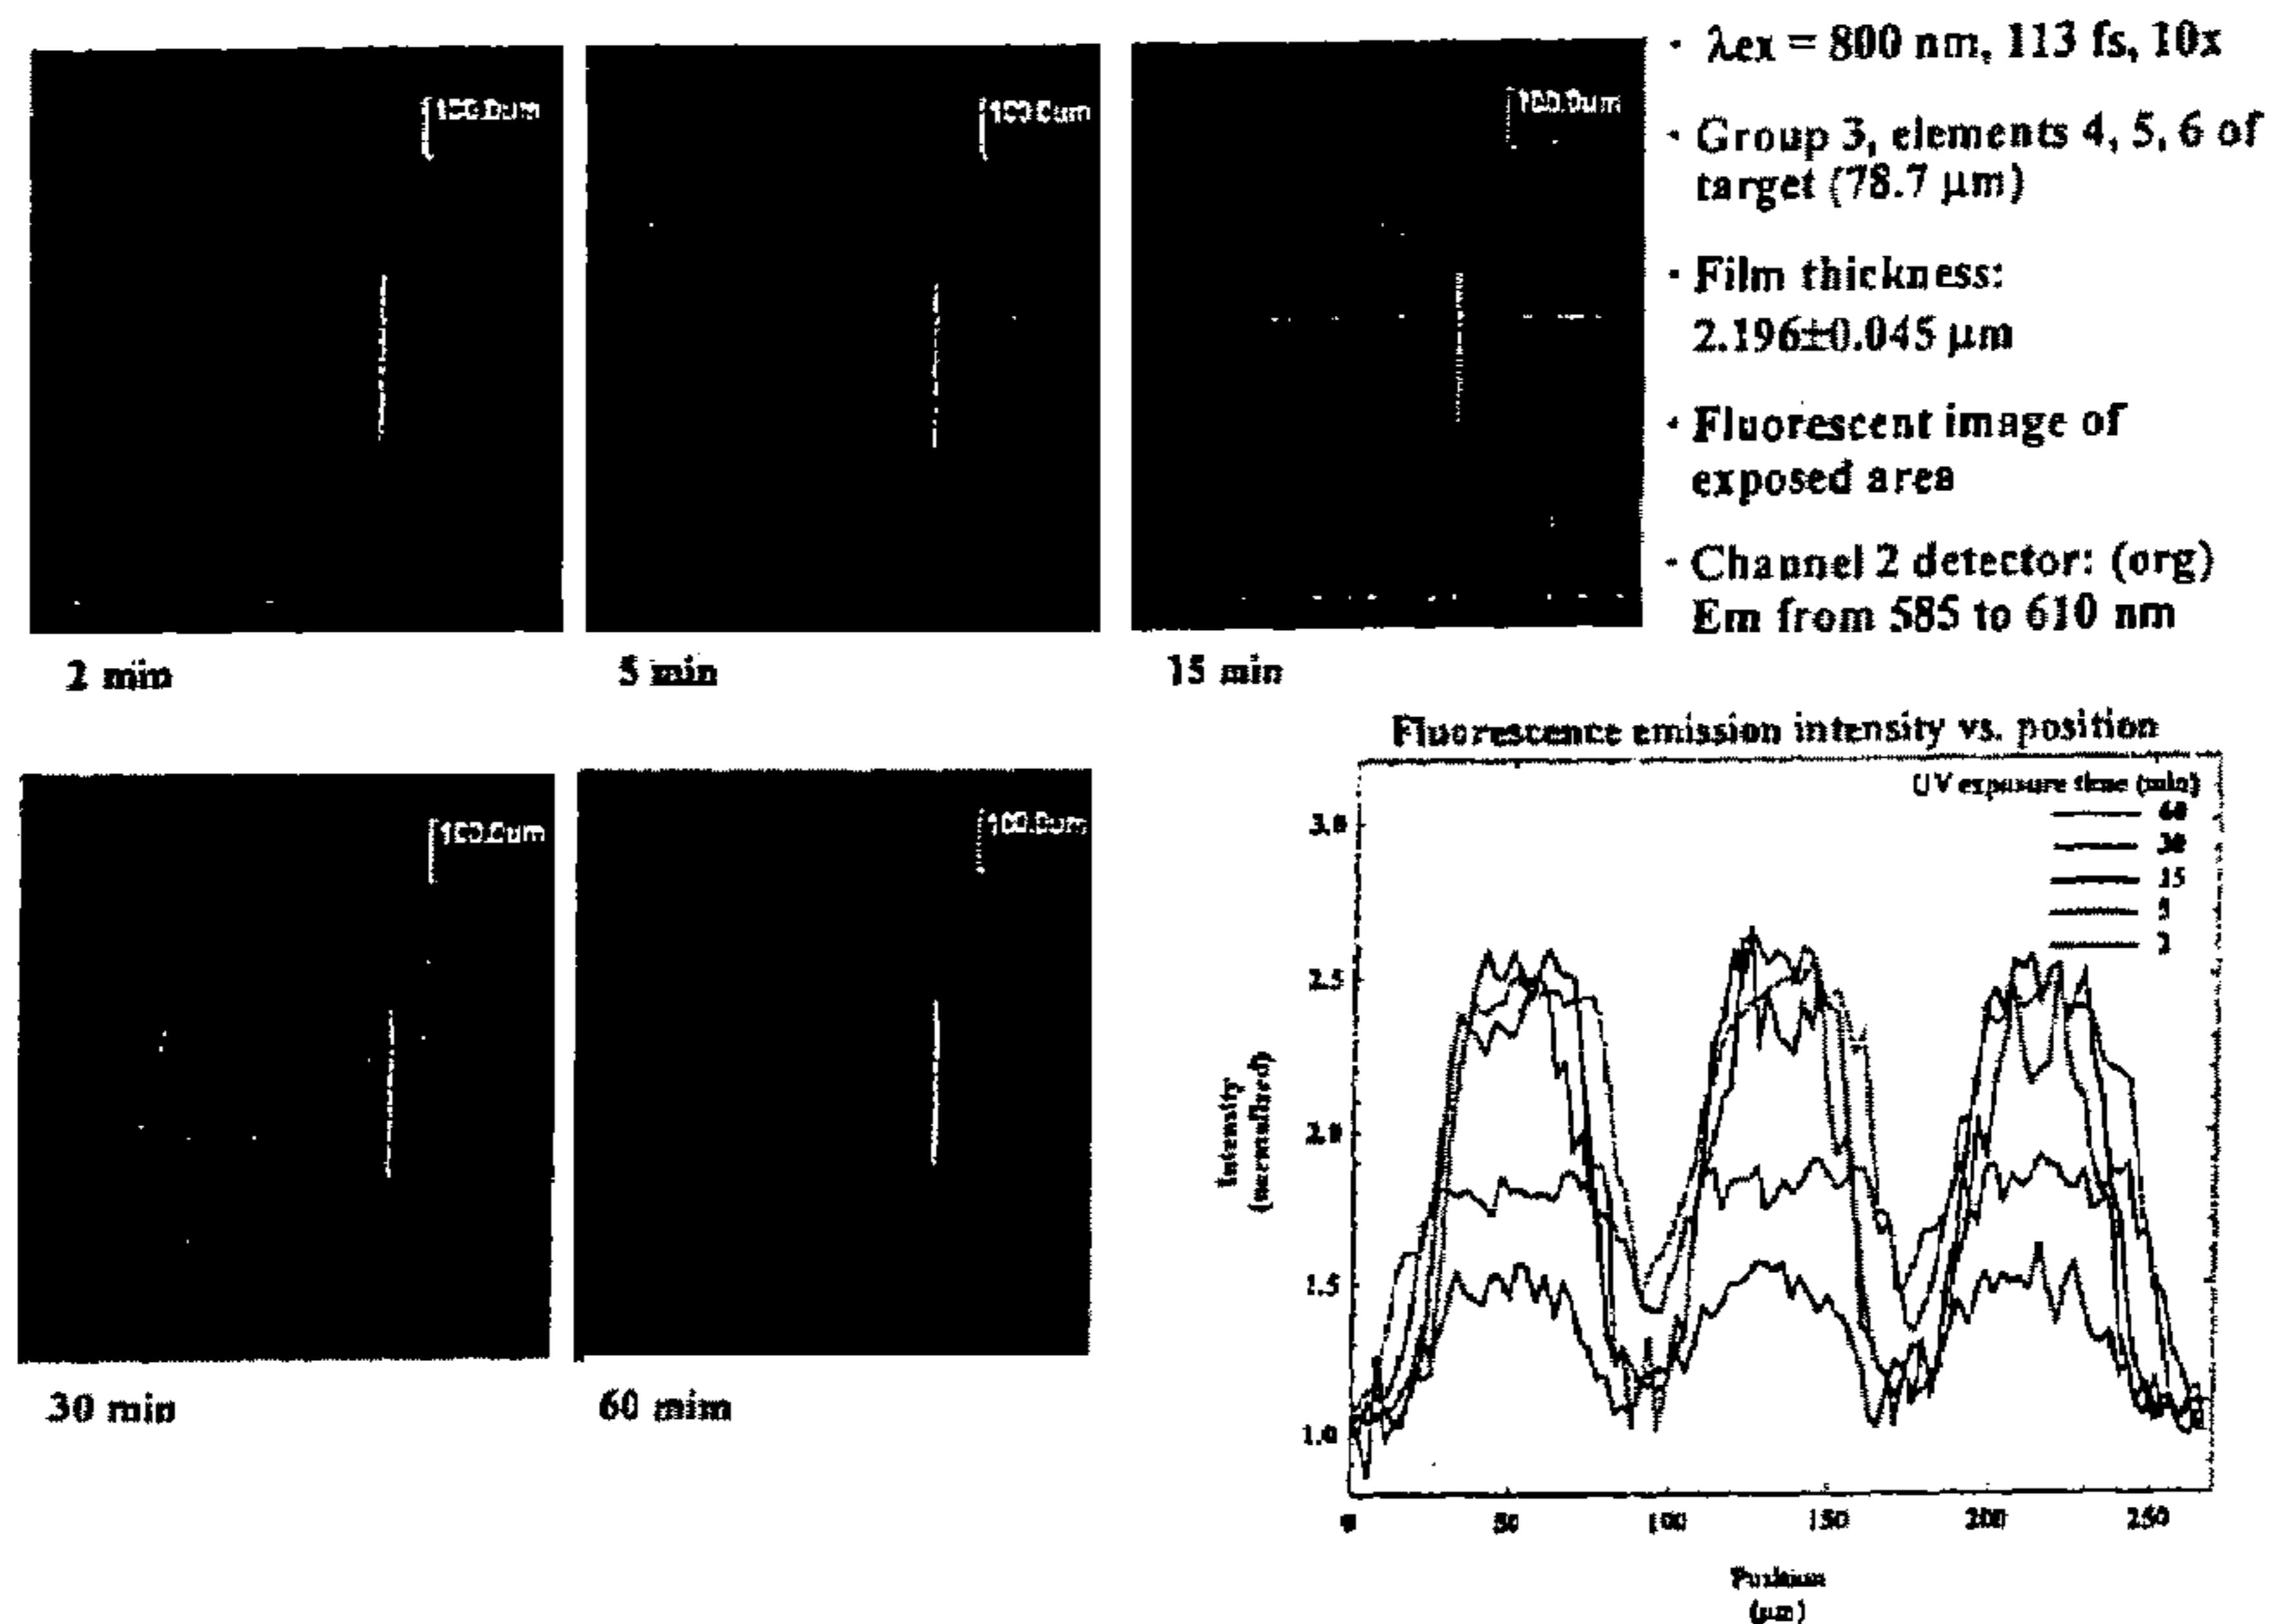 100.0um
100.0um
100.0um
· λex = 800 nm, 113 fs, 10x
· Group 3, elements 4, 5, 6 of
target (78.7 μm)
· Film thickness:
2.196±0.045 μm
· Fluorescent image of
exposed area
· Channel 2 detector: (org)
Em from 585 to 610 nm
2 min
5 min
15 min
100.0um
100.0um
30 min
60 mim
Fluorescence emission intensity vs. position
UV exposure time (min)
60
30
15
5
2
3.0
2.5
2.0
1.5
1.0
Intensity
(normalized)
0 50 100 150 200 250
Position
(μm)